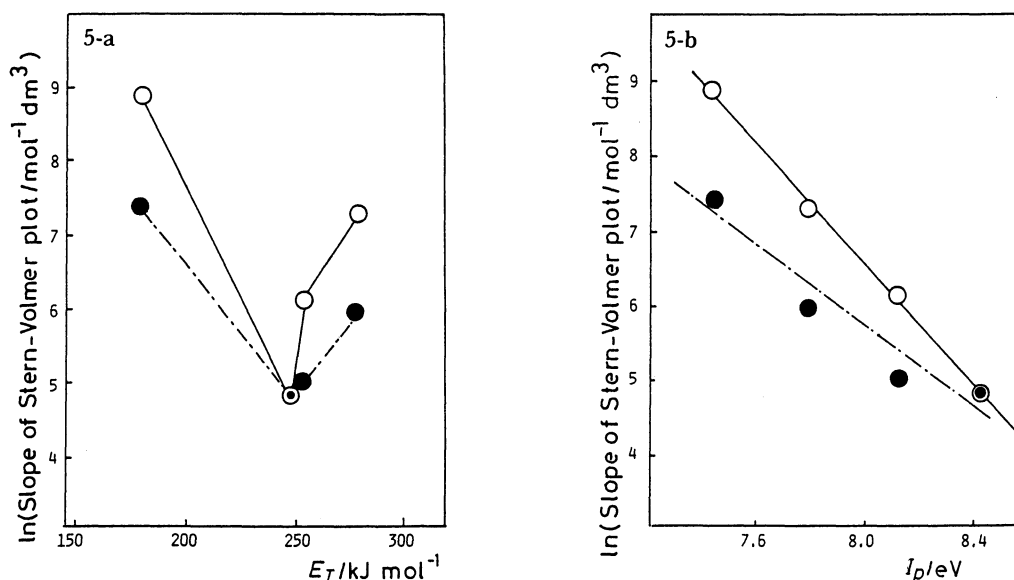 5-a
ln(Slope of Stern-Volmer plot/mol⁻¹ dm³)
9
8
7
6
5
4
150 200 250 300
E_T/kJ mol⁻¹
5-b
ln(Slope of Stern-Volmer plot/mol⁻¹ dm³)
9
8
7
6
5
4
7.6 8.0 8.4
I_p/eV